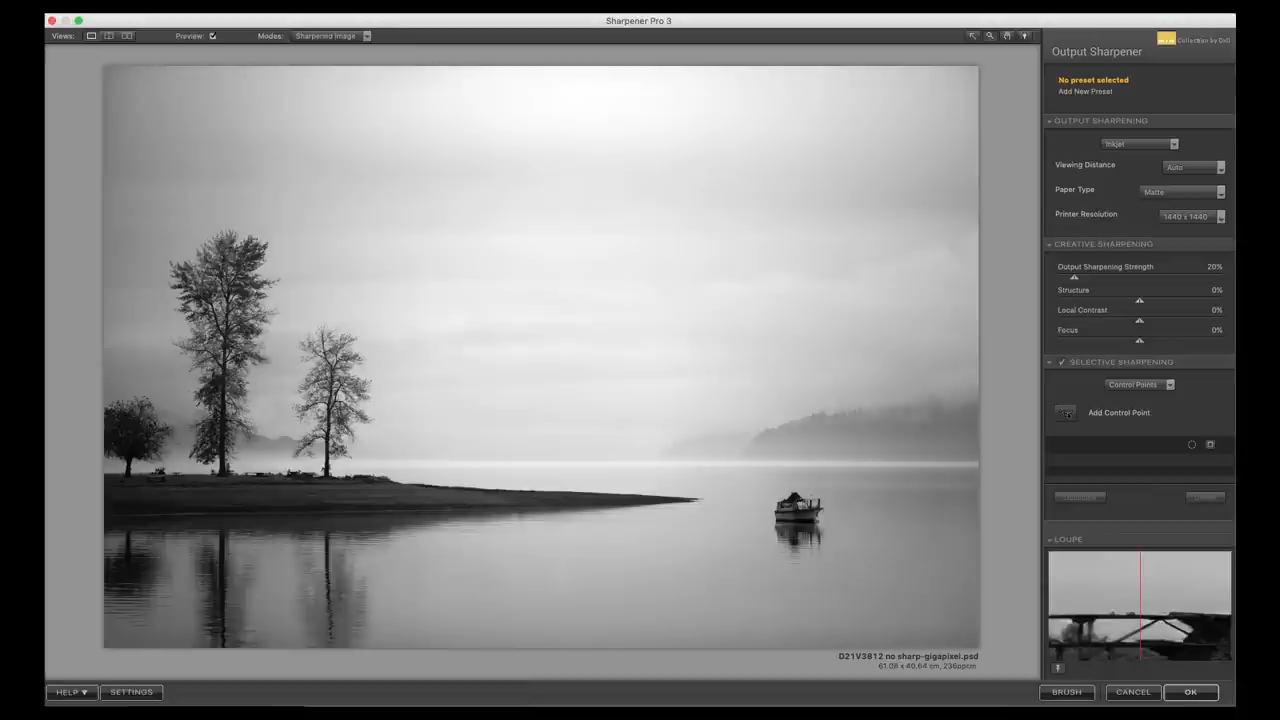 Sharpener Pro 3
Views:
Preview:
Modes:
Sharpened Image
Collection by DxO
Output Sharpener
No preset selected
Add New Preset
OUTPUT SHARPENING
Inkjet
Viewing Distance
Auto
Paper Type
Matte
Printer Resolution
1440 x 1440
CREATIVE SHARPENING
Output Sharpening Strength
20%
Structure
0%
Local Contrast
0%
Focus
0%
SELECTIVE SHARPENING
Control Points
Add Control Point
LOUPE
D21V3812 no sharp-gigapixel.psd
61.08 x 40.64 cm, 236ppcm
HELP
SETTINGS
BRUSH
CANCEL
OK